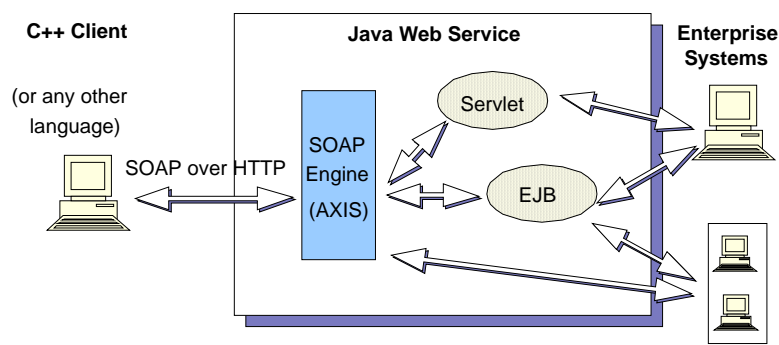 C++ Client
(or any other
language)
SOAP over HTTP
Java Web Service
SOAP
Engine
(AXIS)
Servlet
EJB
Enterprise
Systems